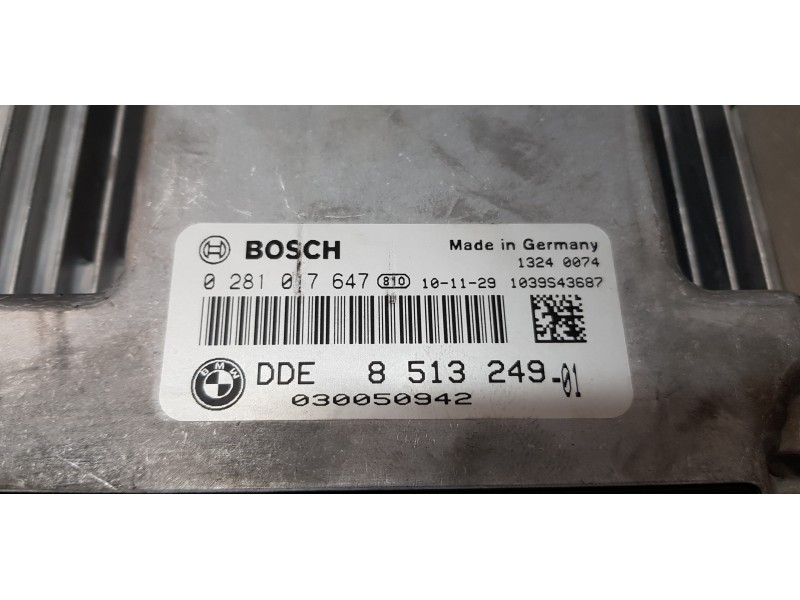 BOSCH Made in Germany
1324 0074
0 281 017 647 810 10-11-29 1039S43687
BMW DDE 8 513 249-01
030050942